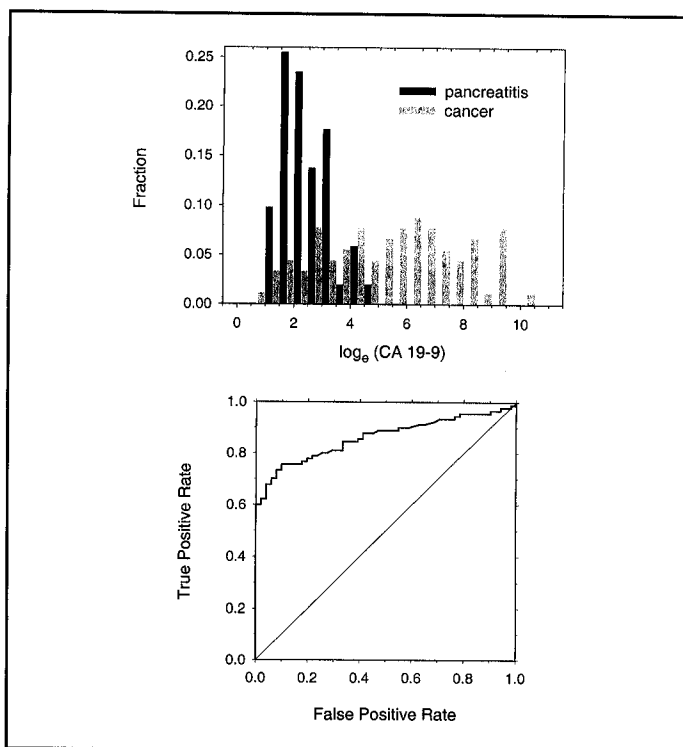 0.25
0.20
0.15
0.10
0.05
0.00
Fraction
pancreatitis
cancer
0 2 4 6 8 10
logₑ (CA 19-9)
1.0
0.8
0.6
0.4
0.2
0.0
True Positive Rate
0.0 0.2 0.4 0.6 0.8 1.0
False Positive Rate